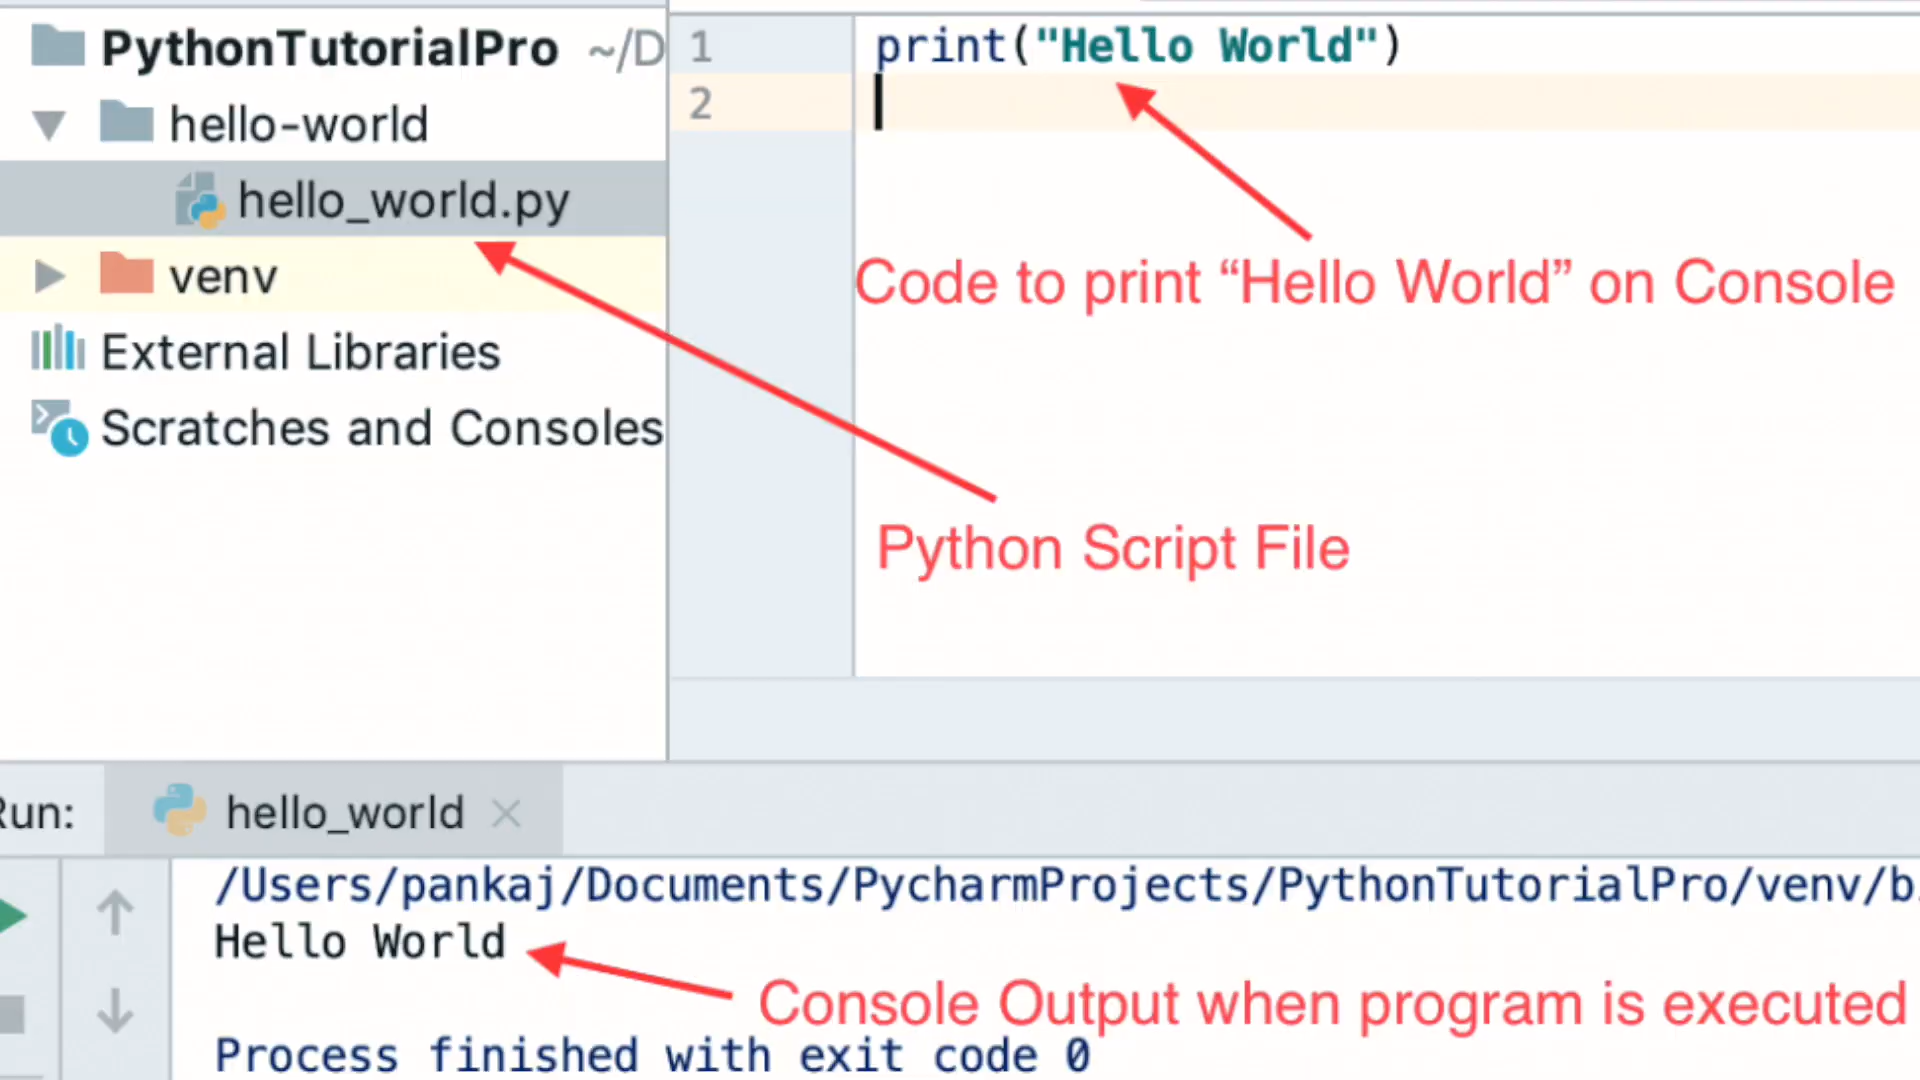 PythonTutorialPro ~/D
hello-world
hello_world.py
venv
External Libraries
Scratches and Consoles
1 print("Hello World")
2
Code to print “Hello World” on Console
Python Script File
Run:
hello_world
/Users/pankaj/Documents/PycharmProjects/PythonTutorialPro/venv/b
Hello World
Console Output when program is executed
Process finished with exit code 0